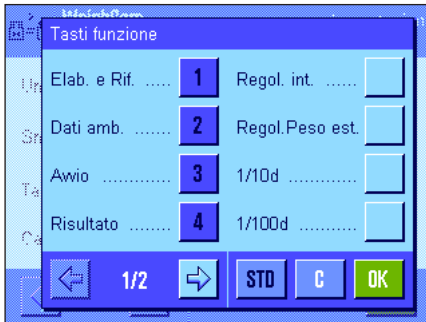 Tasti funzione
Elab. e Rif. ..... 1 Regol. int. ......
Dati amb. ....... 2 Regol.Peso est.
Avvio ............. 3 1/10d ............
Risultato ........ 4 1/100d ..........
1/2 STD C OK